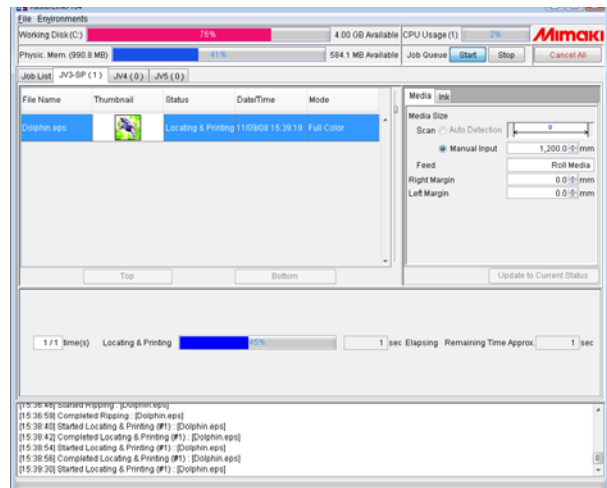 File Environments
Working Disk (C:) 76% 4.00 GB Available CPU Usage (1) 2% Mimaki
Physic. Mem. (990.8 MB) 41% 584.1 MB Available Job Queue Start Stop Cancel All
Job List JV3-SP ( 1 ) JV4 ( 0 ) JV5 ( 0 )
File Name Thumbnail Status Date/Time Mode
Dolphin.eps Locating & Printing 11/09/08 15:39:19 Full Color
Media Ink
Media Size
Scan Auto Detection 0
Manual Input 1,200.0 mm
Feed Roll Media
Right Margin 0.0 mm
Left Margin 0.0 mm
Top Bottom Update to Current Status
1 / 1 time(s) Locating & Printing 45% 1 sec Elapsing Remaining Time Approx. 1 sec
[15:36:46] Started Ripping : [Dolphin.eps]
[15:36:59] Completed Ripping : [Dolphin.eps]
[15:38:40] Started Locating & Printing (#1) : [Dolphin.eps]
[15:38:42] Completed Locating & Printing (#1) : [Dolphin.eps]
[15:38:54] Started Locating & Printing (#1) : [Dolphin.eps]
[15:38:56] Completed Locating & Printing (#1) : [Dolphin.eps]
[15:39:30] Started Locating & Printing (#1) : [Dolphin.eps]